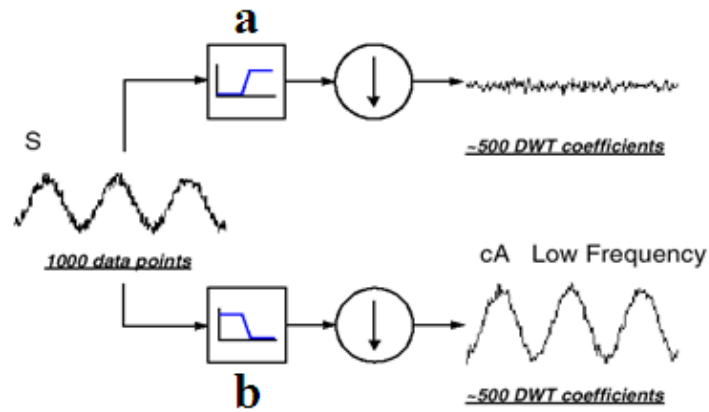 a
~500 DWT coefficients
S
1000 data points
cA Low Frequency
b
~500 DWT coefficients